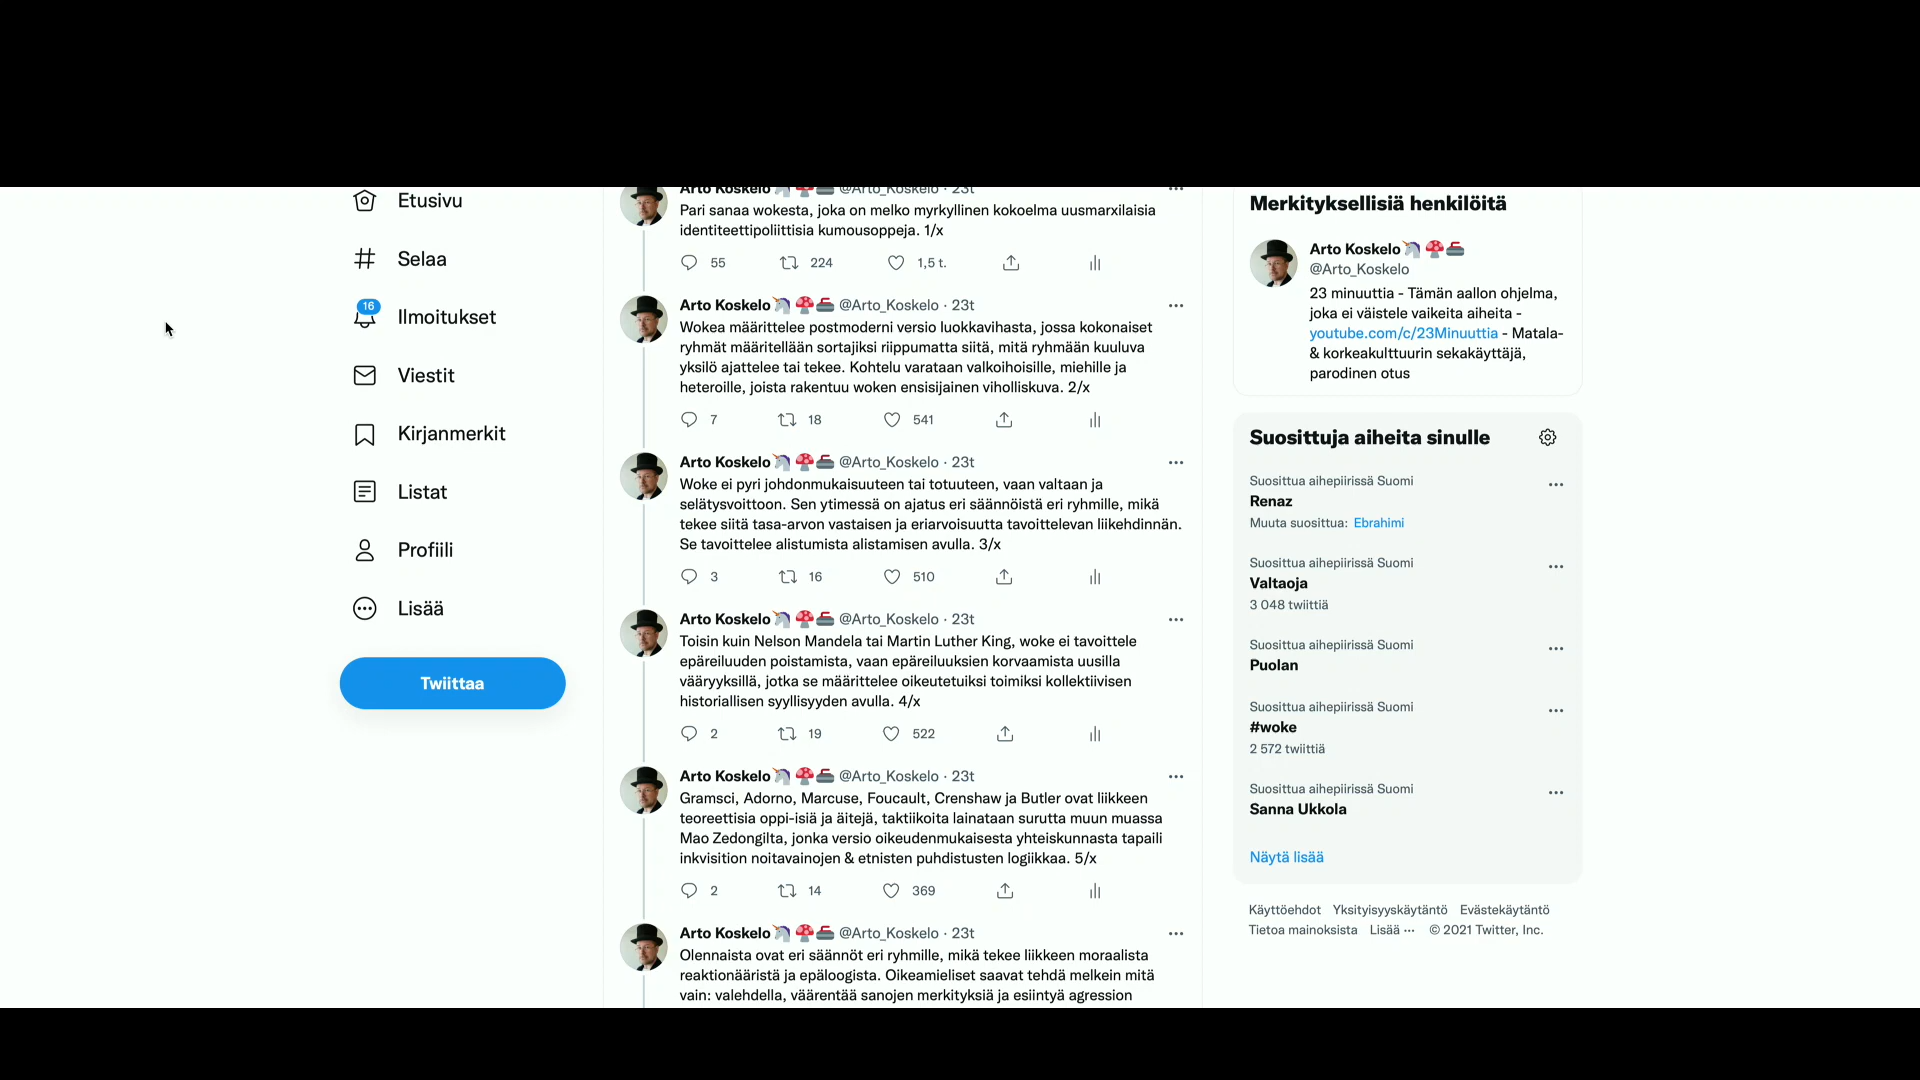 Etusivu
Selaa
16
Ilmoitukset
Viestit
Kirjanmerkit
Listat
Profiili
Lisää
Twiittaa
Arto Koskelo @Arto_Koskelo · 23t
Pari sanaa wokesta, joka on melko myrkyllinen kokoelma uusmarxilaisia
identiteettipoliittisia kumousoppeja. 1/x
55 224 1,5 t.
Arto Koskelo @Arto_Koskelo · 23t
Wokea määrittelee postmoderni versio luokkavihasta, jossa kokonaiset
ryhmät määritellään sortajiksi riippumatta siitä, mitä ryhmään kuuluva
yksilö ajattelee tai tekee. Kohtelu varataan valkoihoisille, miehille ja
heteroille, joista rakentuu woken ensisijainen viholliskuva. 2/x
7 18 541
Arto Koskelo @Arto_Koskelo · 23t
Woke ei pyri johdonmukaisuuteen tai totuuteen, vaan valtaan ja
selätysvoittoon. Sen ytimessä on ajatus eri säännöistä eri ryhmille, mikä
tekee siitä tasa-arvon vastaisen ja eriarvoisuutta tavoittelevan liikehdinnän.
Se tavoittelee alistumista alistamisen avulla. 3/x
3 16 510
Arto Koskelo @Arto_Koskelo · 23t
Toisin kuin Nelson Mandela tai Martin Luther King, woke ei tavoittele
epäreiluuden poistamista, vaan epäreiluuksien korvaamista uusilla
vääryyksillä, jotka se määrittelee oikeutetuiksi toimiksi kollektiivisen
historiallisen syyllisyyden avulla. 4/x
2 19 522
Arto Koskelo @Arto_Koskelo · 23t
Gramsci, Adorno, Marcuse, Foucault, Crenshaw ja Butler ovat liikkeen
teoreettisia oppi-isiä ja äitejä, taktiikoita lainataan surutta muun muassa
Mao Zedongilta, jonka versio oikeudenmukaisesta yhteiskunnasta tapaili
inkvisition noitavainojen & etnisten puhdistusten logiikkaa. 5/x
2 14 369
Arto Koskelo @Arto_Koskelo · 23t
Olennaista ovat eri säännöt eri ryhmille, mikä tekee liikkeen moraalista
reaktionääristä ja epäloogista. Oikeamieliset saavat tehdä melkein mitä
vain: valehdella, väärentää sanojen merkityksiä ja esiintyä agression
Merkityksellisiä henkilöitä
Arto Koskelo
@Arto_Koskelo
23 minuuttia - Tämän aallon ohjelma,
joka ei väistele vaikeita aiheita -
youtube.com/c/23Minuuttia - Matala-
& korkeakulttuurin sekakäyttäjä,
parodinen otus
Suosittuja aiheita sinulle
Suosittua aihepiirissä Suomi
Renaz
Muuta suosittua: Ebrahimi
Suosittua aihepiirissä Suomi
Valtaoja
3 048 twiittiä
Suosittua aihepiirissä Suomi
Puolan
Suosittua aihepiirissä Suomi
#woke
2 572 twiittiä
Suosittua aihepiirissä Suomi
Sanna Ukkola
Näytä lisää
Käyttöehdot Yksityisyyskäytäntö Evästekäytäntö
Tietoa mainoksista Lisää ··· © 2021 Twitter, Inc.